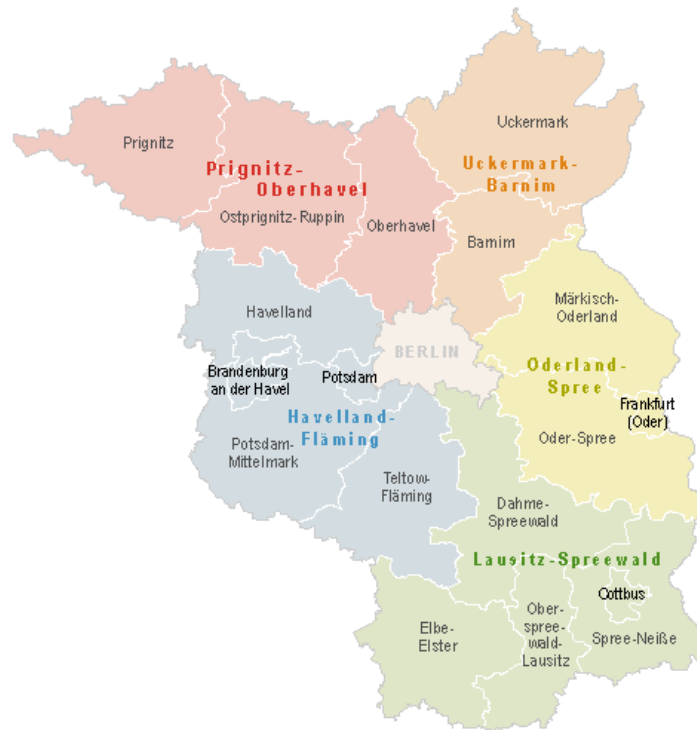 Uckermark
Prignitz
Uckermark-
Barnim
Prignitz-
Oberhavel
Ostprignitz-Ruppin
Oberhavel
Barnim
Märkisch-
Oderland
Havelland
BERLIN
Oderland-
Spree
Brandenburg
an der Havel
Potsdam
Frankfurt
(Oder)
Havelland-
Fläming
Oder-Spree
Potsdam-
Mittelmark
Teltow-
Fläming
Dahme-
Spreewald
Lausitz-Spreewald
Cottbus
Elbe-
Elster
Ober-
spree-
wald-
Lausitz
Spree-Neiße